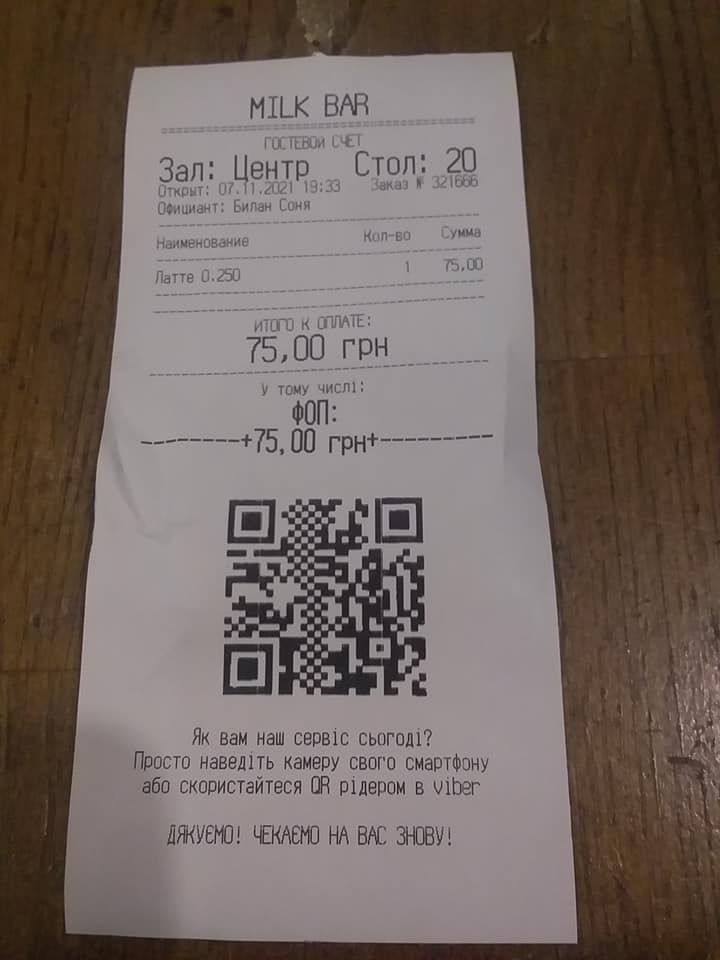 MILK BAR
ГОСТЕВОЙ СЧЕТ
Зал: Центр Стол: 20
Открыт: 07.11.2021 19:33 Заказ № 321666
Официант: Билан Соня
Наименование Кол-во Сумма
Латте 0.250 1 75,00
ИТОГО К ОПЛАТЕ:
75,00 грн
У тому числі:
ФОП:
+75,00 грн+
Як вам наш сервіс сьогодні?
Просто наведіть камеру свого смартфону
або скористайтеся QR рідером в viber
ДЯКУЄМО! ЧЕКАЄМО НА ВАС ЗНОВУ!